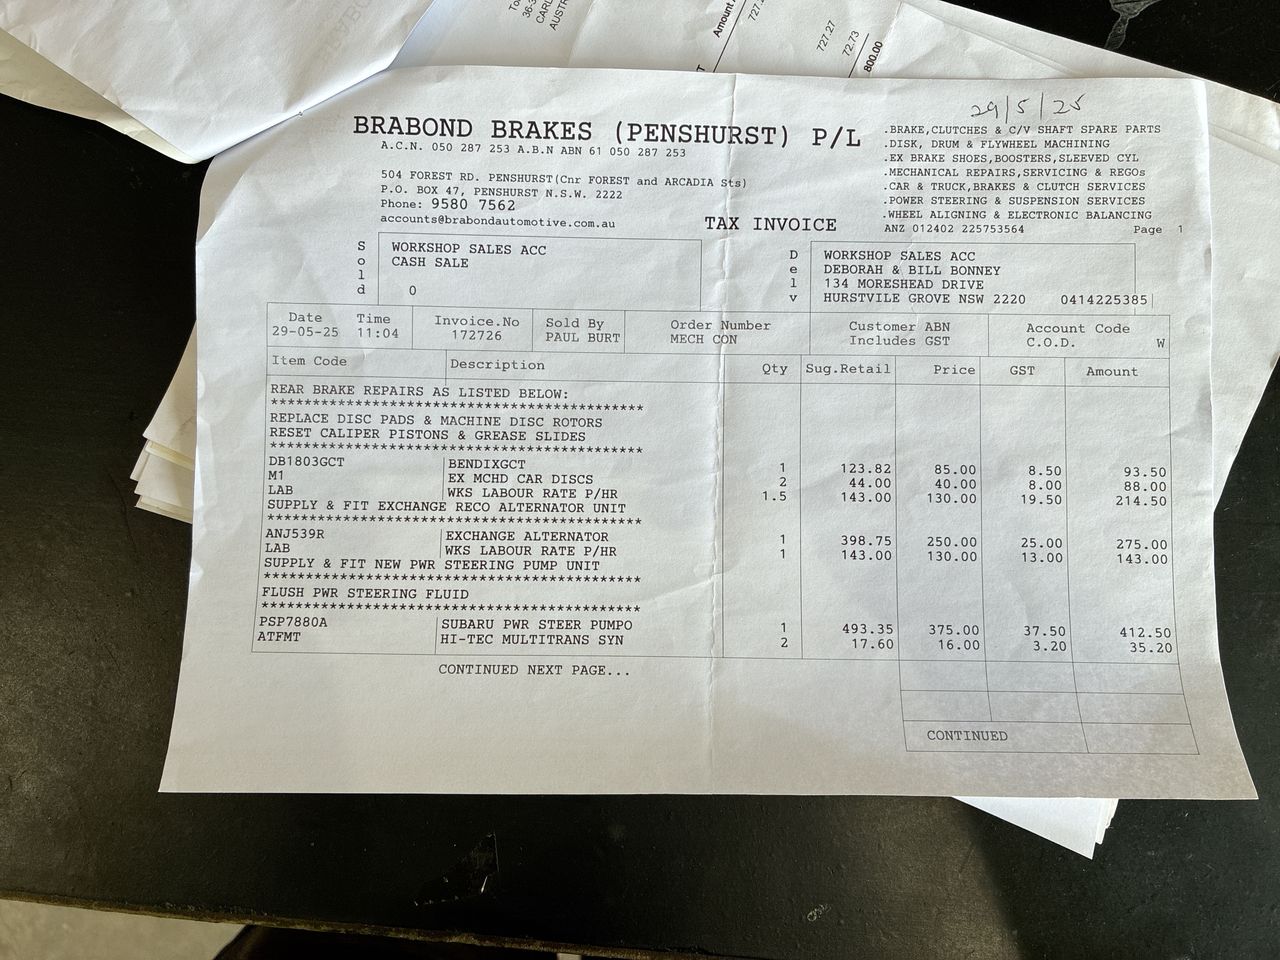 Amount
727.27
72.73
800.00
29/5/25
BRABOND BRAKES (PENSHURST) P/L
A.C.N. 050 287 253 A.B.N ABN 61 050 287 253
504 FOREST RD. PENSHURST(Cnr FOREST and ARCADIA Sts)
P.O. BOX 47, PENSHURST N.S.W. 2222
Phone: 9580 7562
accounts@brabondautomotive.com.au
TAX INVOICE
.BRAKE,CLUTCHES & C/V SHAFT SPARE PARTS
.DISK, DRUM & FLYWHEEL MACHINING
.EX BRAKE SHOES,BOOSTERS,SLEEVED CYL
.MECHANICAL REPAIRS,SERVICING & REGOs
.CAR & TRUCK,BRAKES & CLUTCH SERVICES
.POWER STEERING & SUSPENSION SERVICES
.WHEEL ALIGNING & ELECTRONIC BALANCING
ANZ 012402 225753564 Page 1
Sold
WORKSHOP SALES ACC
CASH SALE
0
Delv
WORKSHOP SALES ACC
DEBORAH & BILL BONNEY
134 MORESHEAD DRIVE
HURSTVILE GROVE NSW 2220 0414225385
Date Time Invoice.No Sold By Order Number Customer ABN Account Code
29-05-25 11:04 172726 PAUL BURT MECH CON Includes GST C.O.D. W
Item Code Description Qty Sug.Retail Price GST Amount
REAR BRAKE REPAIRS AS LISTED BELOW:
***************************************************
REPLACE DISC PADS & MACHINE DISC ROTORS
RESET CALIPER PISTONS & GREASE SLIDES
***************************************************
DB1803GCT BENDIXGCT 1 123.82 85.00 8.50 93.50
M1 EX MCHD CAR DISCS 2 44.00 40.00 8.00 88.00
LAB WKS LABOUR RATE P/HR 1.5 143.00 130.00 19.50 214.50
SUPPLY & FIT EXCHANGE RECO ALTERNATOR UNIT
***************************************************
ANJ539R EXCHANGE ALTERNATOR 1 398.75 250.00 25.00 275.00
LAB WKS LABOUR RATE P/HR 1 143.00 130.00 13.00 143.00
SUPPLY & FIT NEW PWR STEERING PUMP UNIT
***************************************************
FLUSH PWR STEERING FLUID
***************************************************
PSP7880A SUBARU PWR STEER PUMPO 1 493.35 375.00 37.50 412.50
ATFMT HI-TEC MULTITRANS SYN 2 17.60 16.00 3.20 35.20
CONTINUED NEXT PAGE...
CONTINUED